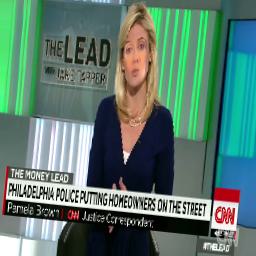 THE LEAD
WITH JAKE TAPPER
THE MONEY LEAD
PHILADELPHIA POLICE PUTTING HOMEOWNERS ON THE STREET
Pamela Brown CNN Justice Correspondent
CNN
#THELEAD